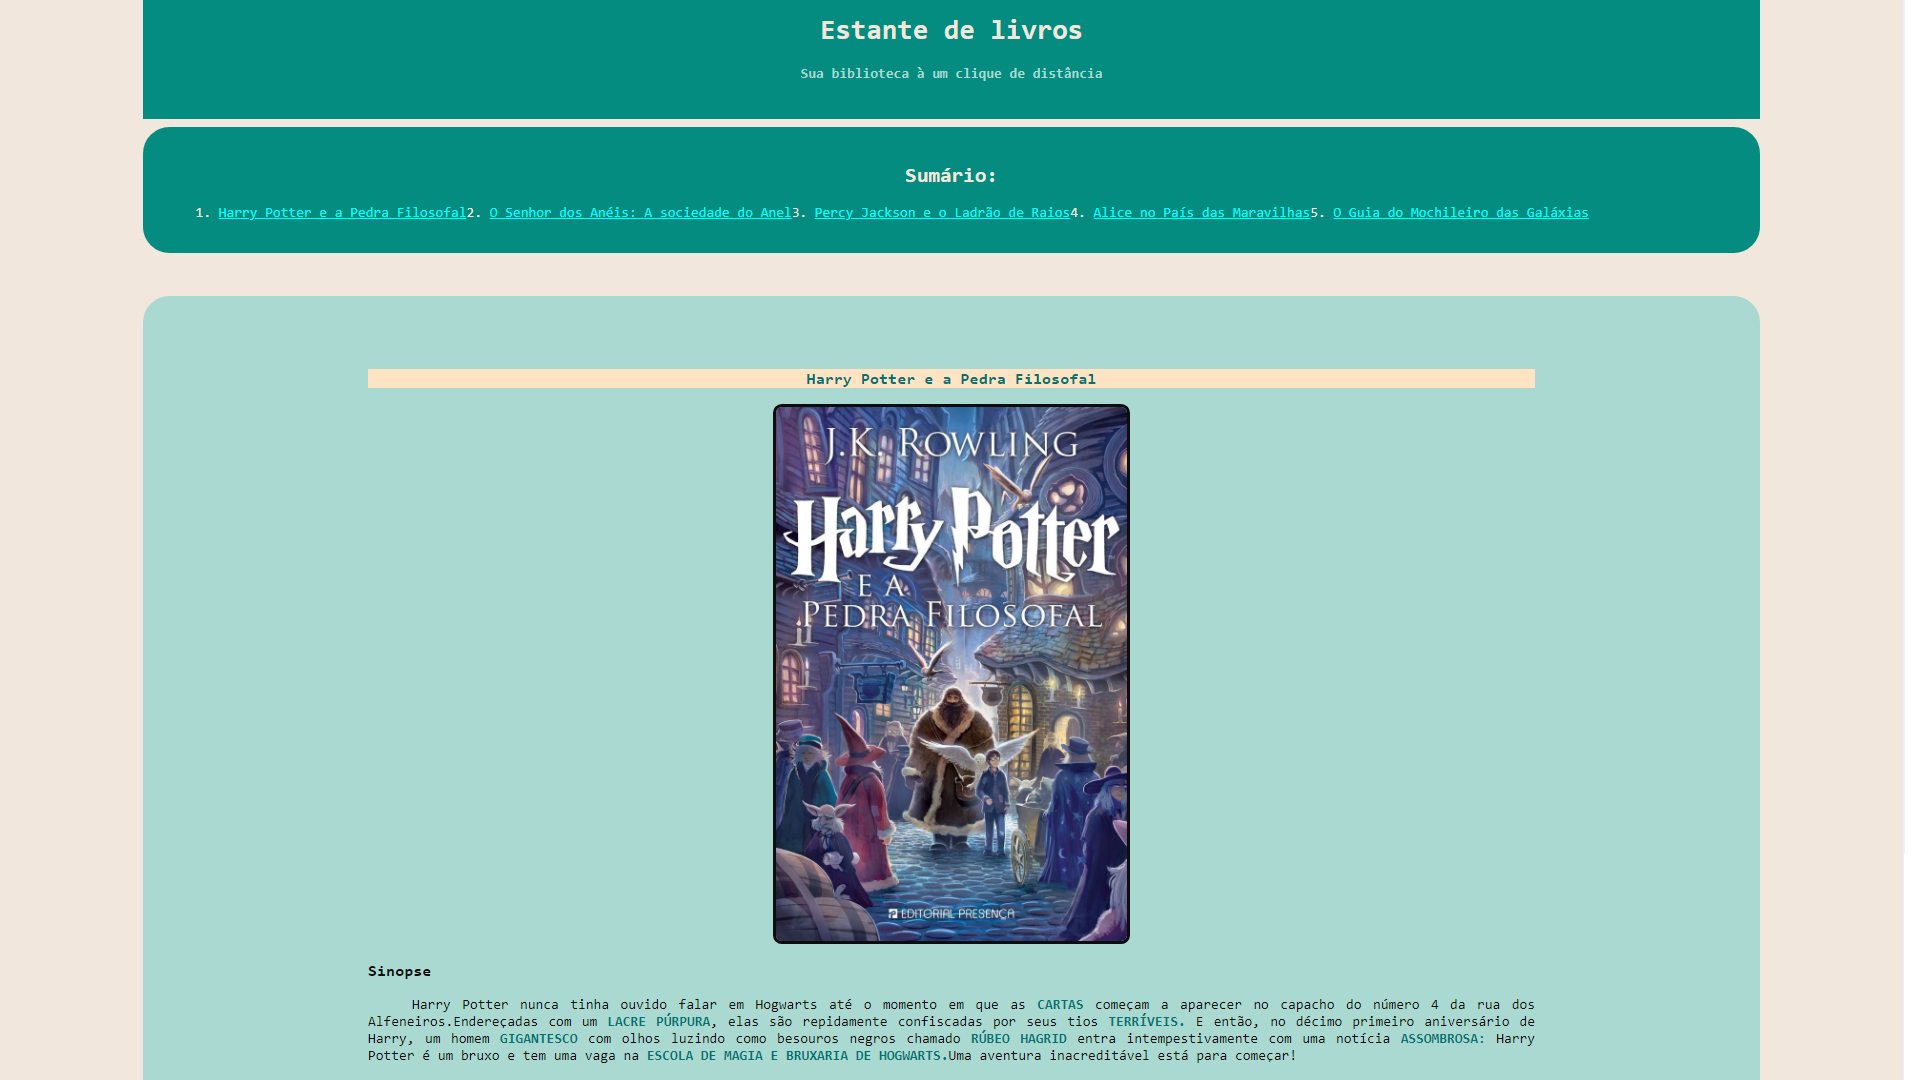 Estante de livros
Sua biblioteca à um clique de distância
Sumário:
1. Harry Potter e a Pedra Filosofal2. O Senhor dos Anéis: A sociedade do Anel3. Percy Jackson e o Ladrão de Raios4. Alice no País das Maravilhas5. O Guia do Mochileiro das Galáxias
Harry Potter e a Pedra Filosofal
J.K. ROWLING
Harry Potter
E A
PEDRA FILOSOFAL
EDITORIAL PRESENÇA
Sinopse
Harry Potter nunca tinha ouvido falar em Hogwarts até o momento em que as CARTAS começam a aparecer no capacho do número 4 da rua dos
Alfeneiros.Endereçadas com um LACRE PÚRPURA, elas são repidamente confiscadas por seus tios TERRÍVEIS. E então, no décimo primeiro aniversário de
Harry, um homem GIGANTESCO com olhos luzindo como besouros negros chamado RÚBEO HAGRID entra intempestivamente com uma notícia ASSOMBROSA: Harry
Potter é um bruxo e tem uma vaga na ESCOLA DE MAGIA E BRUXARIA DE HOGWARTS.Uma aventura inacreditável está para começar!